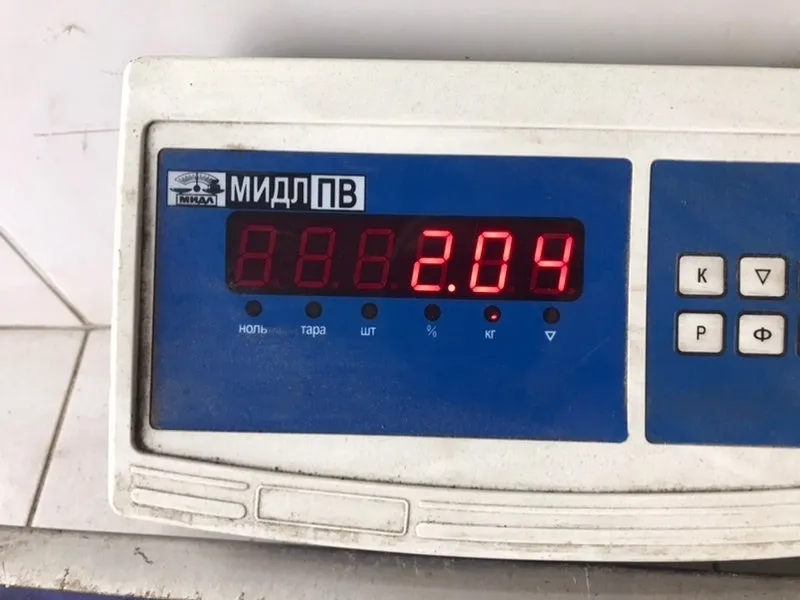 МИДЛ
МИДЛ ПВ
2.04
ноль тара шт % кг ▽
К ▽
Р Ф